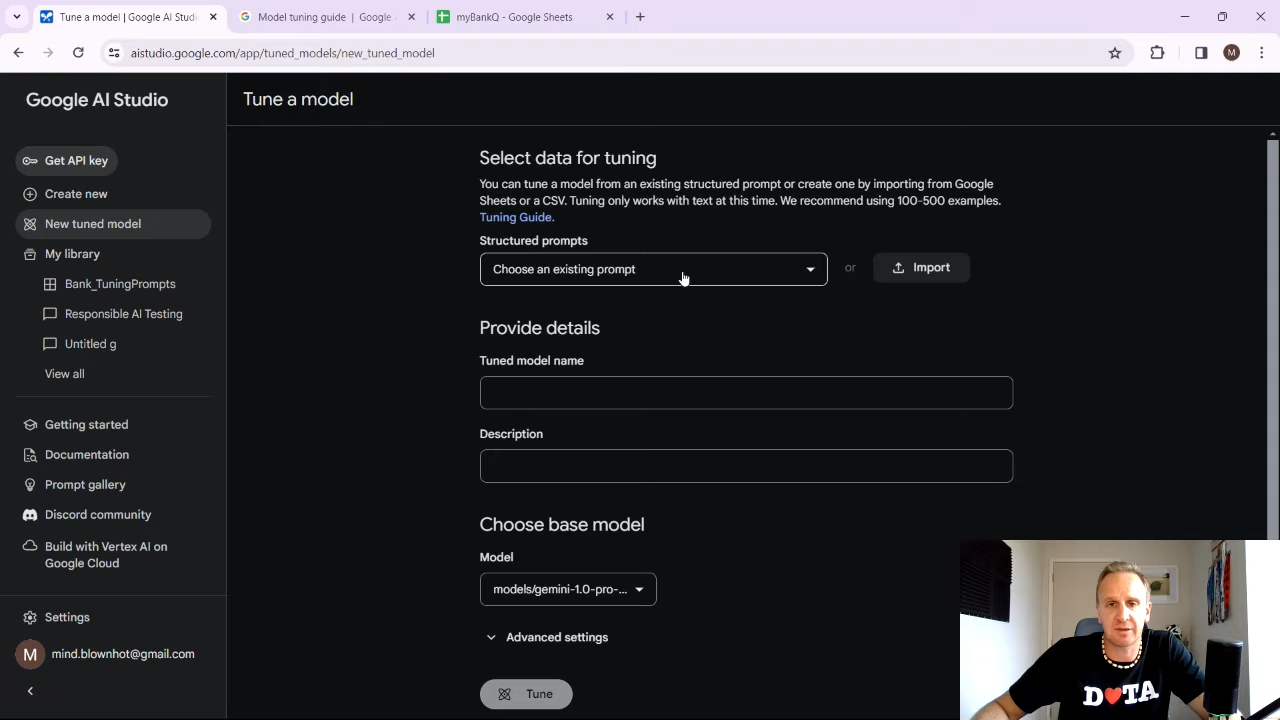 Tune a model | Google AI Studi
Model tuning guide | Google A
myBankQ - Google Sheets
aistudio.google.com/app/tuned_models/new_tuned_model
M
Google AI Studio
Get API key
Create new
New tuned model
My library
Bank_TuningPrompts
Responsible AI Testing
Untitled g
View all
Getting started
Documentation
Prompt gallery
Discord community
Build with Vertex AI on
Google Cloud
Settings
M
mind.blownhot@gmail.com
Tune a model
Select data for tuning
You can tune a model from an existing structured prompt or create one by importing from Google
Sheets or a CSV. Tuning only works with text at this time. We recommend using 100-500 examples.
Tuning Guide.
Structured prompts
Choose an existing prompt
or
Import
Provide details
Tuned model name
Description
Choose base model
Model
models/gemini-1.0-pro-...
Advanced settings
Tune
D❤TA